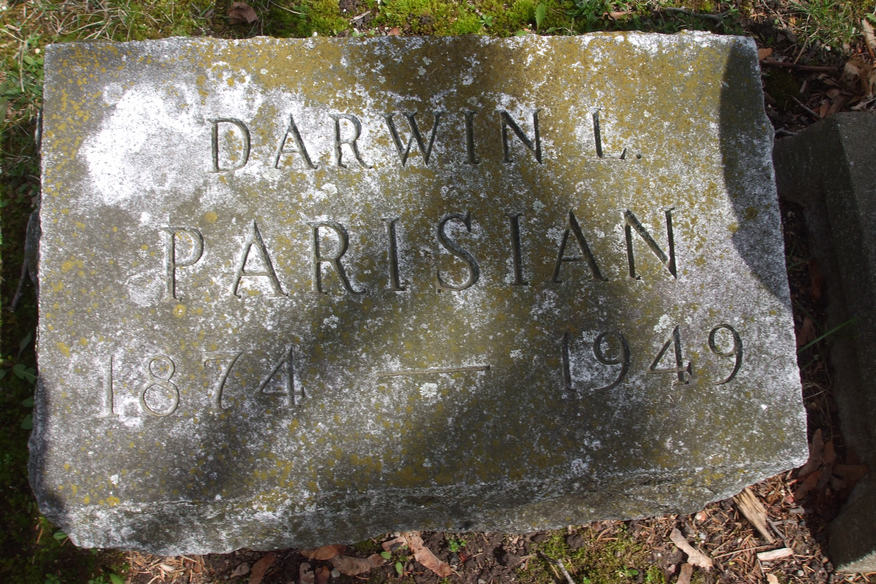 DARWIN L.
PARISIAN
1874 — 1949